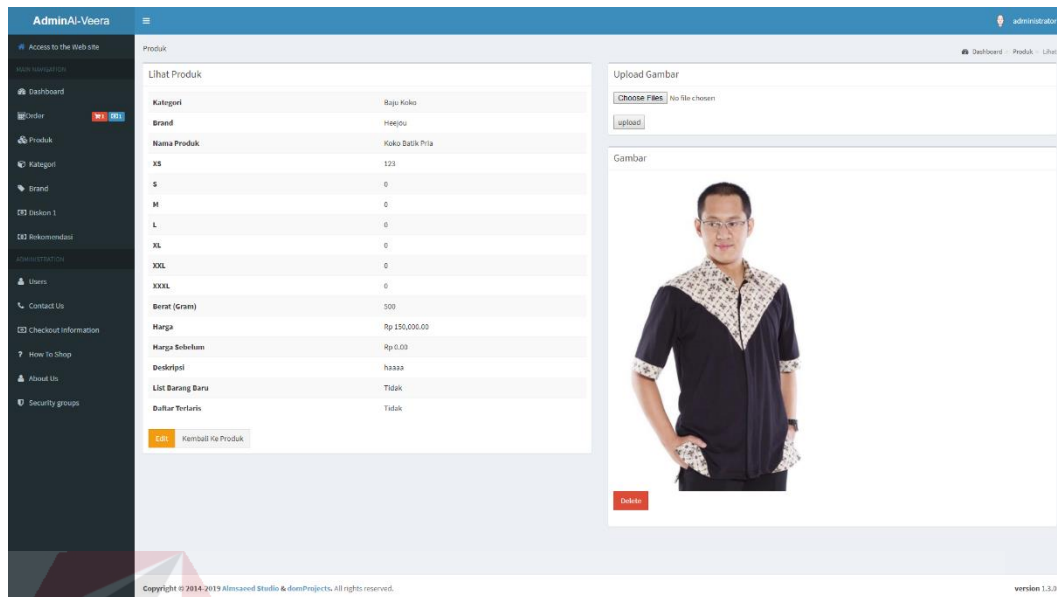 AdminAl-Veera
administrator
Access to the Web site
MAIN NAVIGATION
Dashboard
Order 1 1
Produk
Kategori
Brand
Diskon 1
Rekomendasi
ADMINISTRATION
Users
Contact Us
Checkout Information
? How To Shop
About Us
Security groups
Produk
Dashboard Produk Lihat
Lihat Produk
Kategori Baju Koko
Brand Heejou
Nama Produk Koko Batik Pria
XS 123
S 0
M 0
L 0
XL 0
XXL 0
XXXL 0
Berat (Gram) 500
Harga Rp 150,000.00
Harga Sebelum Rp 0.00
Deskripsi haaaa
List Barang Baru Tidak
Daftar Terlaris Tidak
Edit Kembali Ke Produk
Upload Gambar
Choose Files No file chosen
upload
Gambar
Delete
Copyright © 2014-2019 Almsaeed Studio & domProjects. All rights reserved.
version 1.3.0